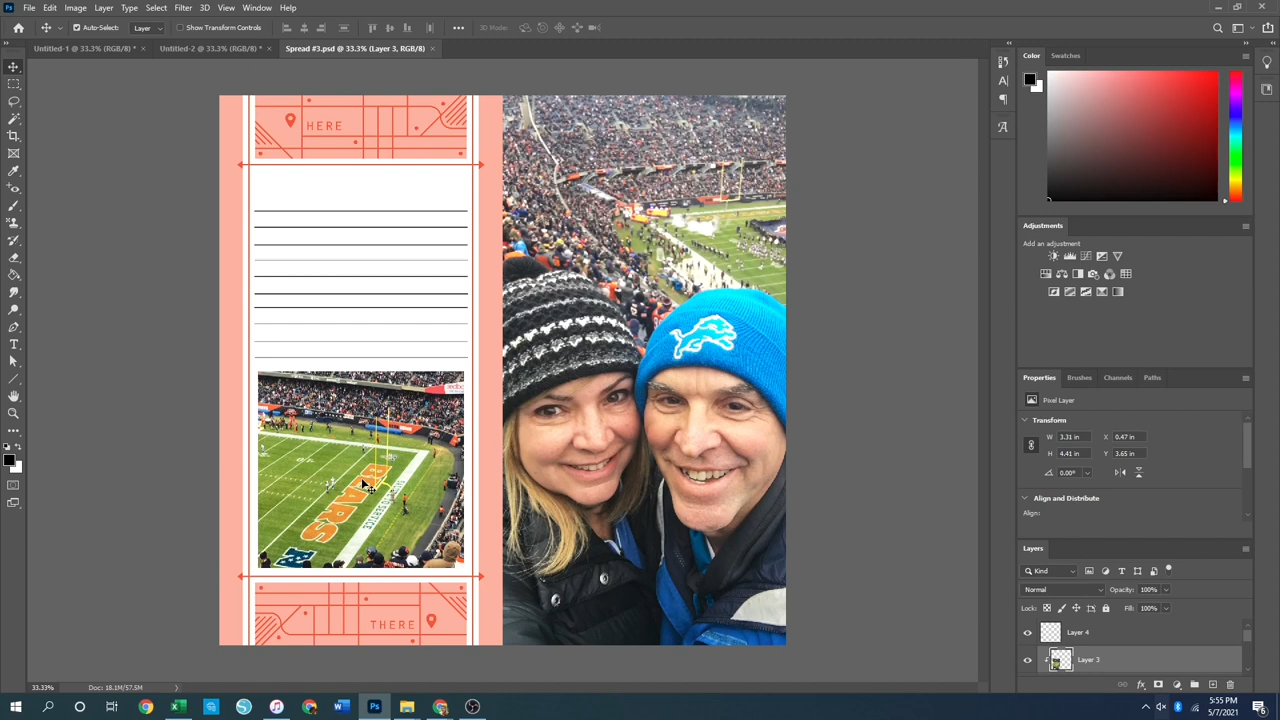 Ps File Edit Image Layer Type Select Filter 3D View Window Help
Auto-Select: Layer Show Transform Controls 3D Mode:
Untitled-1 @ 33.3% (RGB/8) * Untitled-2 @ 33.3% (RGB/8) * Spread #3.psd @ 33.3% (Layer 3, RGB/8)
Color Swatches
HERE
Adjustments
Add an adjustment
Properties Brushes Channels Paths
Pixel Layer
Transform
W 3.31 in X 0.47 in
H 4.41 in Y 3.65 in
0.00°
Align and Distribute
Align:
BEARS
Layers
Kind
Normal Opacity: 100%
Lock: Fill: 100%
Layer 4
Layer 3
THERE
33.33% Doc: 18.1M/57.5M
5:55 PM
5/7/2021